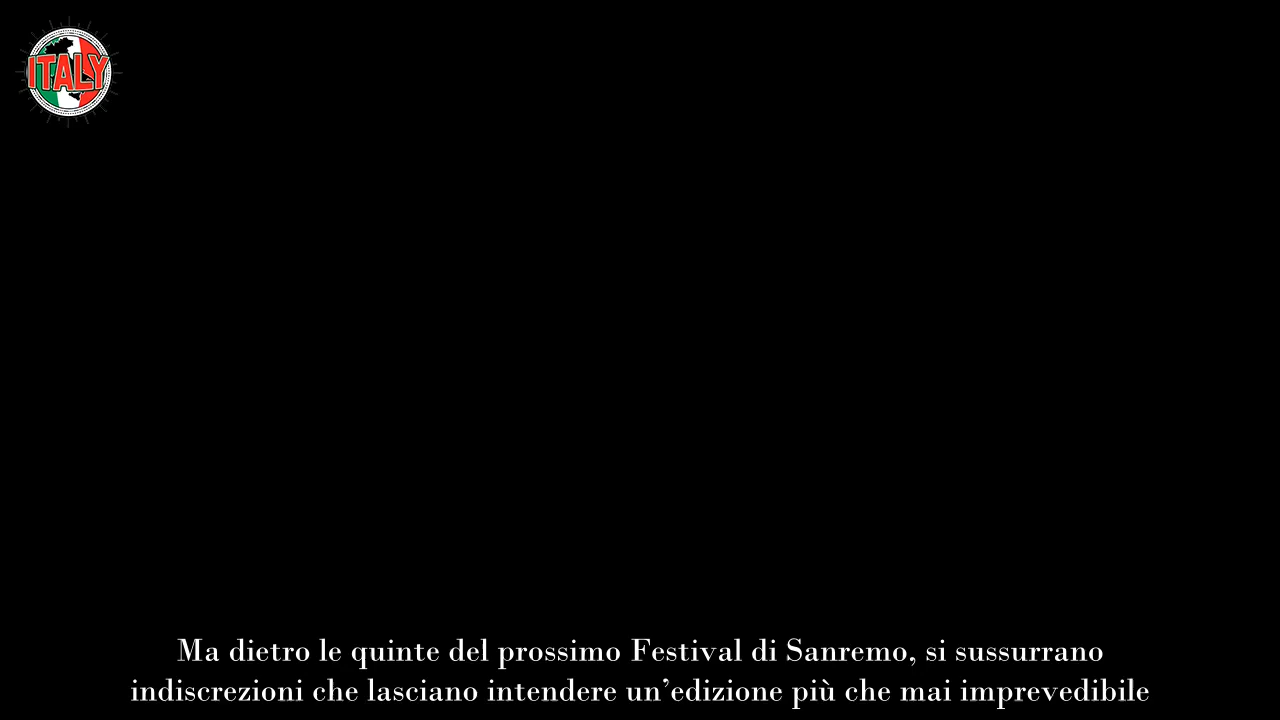 ITALY
Ma dietro le quinte del prossimo Festival di Sanremo, si sussurrano
indiscrezioni che lasciano intendere un’edizione più che mai imprevedibile